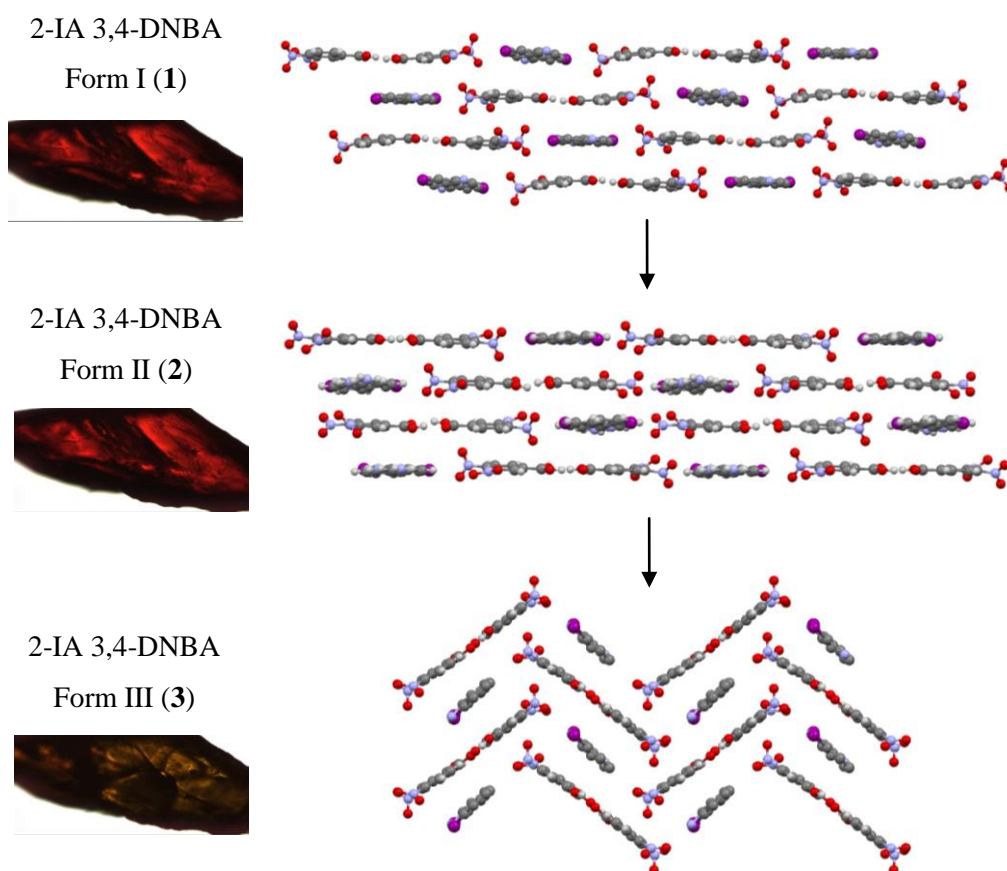 2-IA 3,4-DNBA
Form I (1)
2-IA 3,4-DNBA
Form II (2)
2-IA 3,4-DNBA
Form III (3)